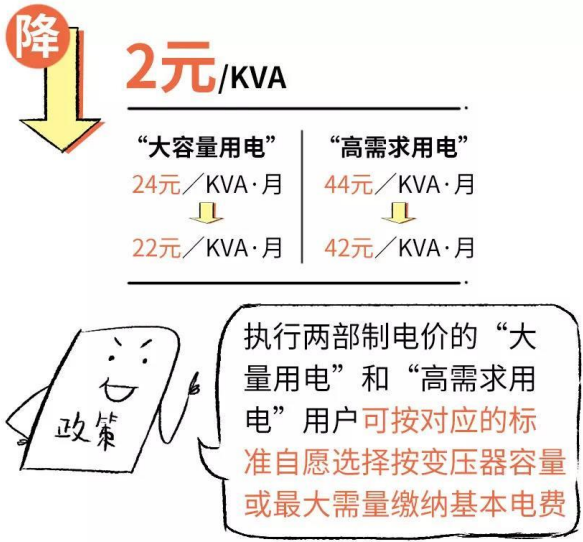 降
2元/KVA
“大容量用电” “高需求用电”
24元/KVA·月 44元/KVA·月
22元/KVA·月 42元/KVA·月
政策
执行两部制电价的“大
量用电”和“高需求用
电”用户可按对应的标
准自愿选择按变压器容量
或最大需量缴纳基本电费